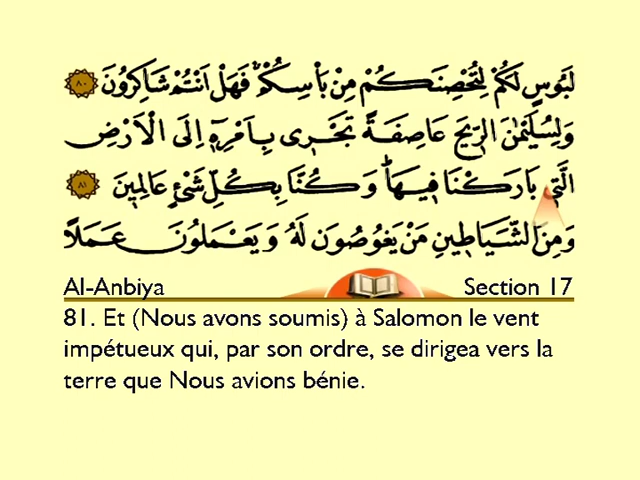 لَبُوسٍ لَكُمْ لِتُحْصِنَكُمْ مِنْ بَأْسِكُمْ فَهَلْ اَنْتُمْ شَاكِرُونَ ٨٠
وَلِسُلَيْمٰنَ الرّ۪يحَ عَاصِفَةً تَجْر۪ى بِاَمْرِه۪ٓ اِلَى الْاَرْضِ
الَّت۪ى بَارَكْنَا ف۪يهَا وَكُنَّا بِكُلِّ شَىْءٍ عَالِم۪ينَ ٨١
وَمِنَ الشَّيَاط۪ينِ مَنْ يَغُوصُونَ لَهُ وَيَعْمَلُونَ عَمَلًا
Al-Anbiya Section 17
81. Et (Nous avons soumis) à Salomon le vent
impétueux qui, par son ordre, se dirigea vers la
terre que Nous avions bénie.